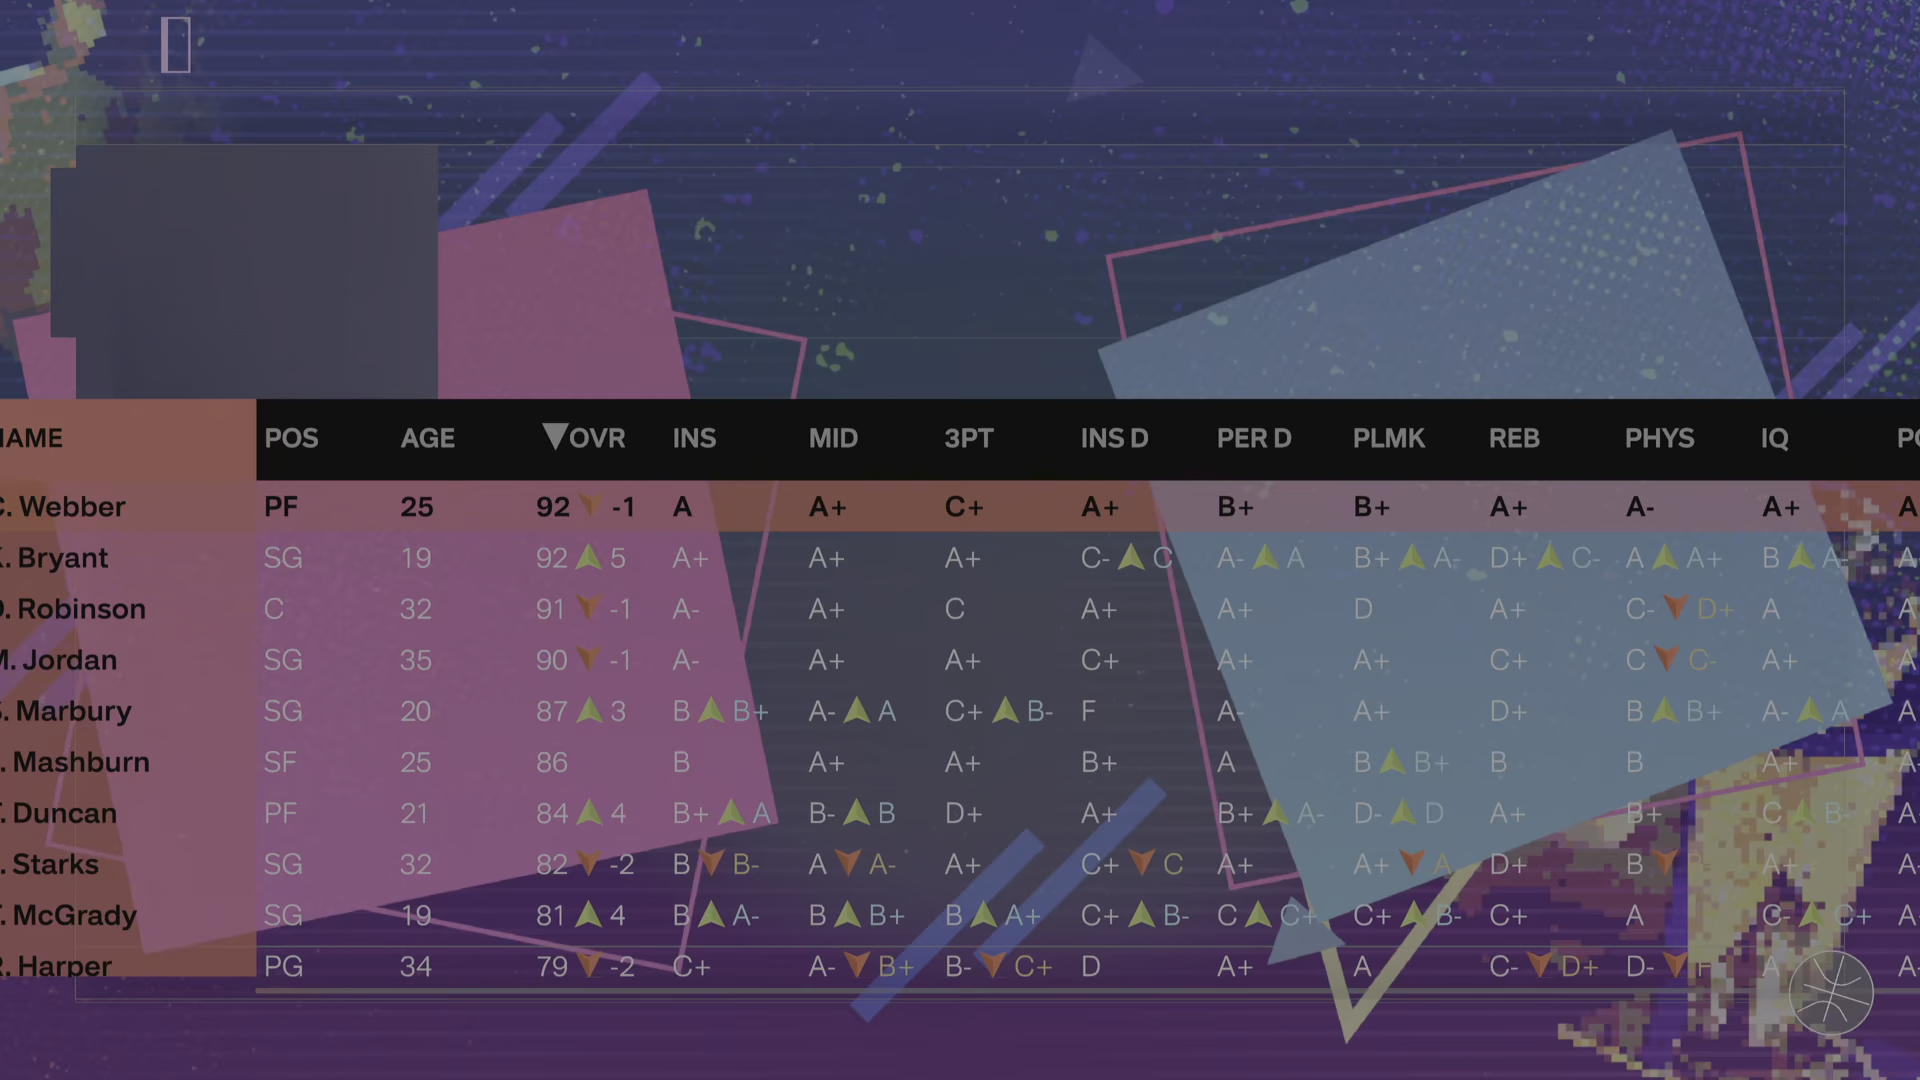 AME POS AGE OVR INS MID 3PT INS D PER D PLMK REB PHYS IQ
. Webber PF 25 92 -1 A A+ C+ A+ B+ B+ A+ A- A+ A
. Bryant SG 19 92 5 A+ A+ A+ C- C A- A B+ A- D+ C- A A+ B A- A
. Robinson C 32 91 -1 A- A+ C A+ A+ D A+ C- D+ A A
. Jordan SG 35 90 -1 A- A+ A+ C+ A+ A+ C+ C C- A+ A
. Marbury SG 20 87 3 B B+ A- A C+ B- F A- A+ D+ B B+ A- A A
. Mashburn SF 25 86 B A+ A+ B+ A B B+ B B A+ A-
. Duncan PF 21 84 4 B+ A B- B D+ A+ B+ A- D- D A+ B+ C B- A
. Starks SG 32 82 -2 B B- A A- A+ C+ C A+ A+ A D+ B A+ A-
. McGrady SG 19 81 4 B A- B B+ B A+ C+ B- C C+ C+ B- C+ A C- C+ A
. Harper PG 34 79 -2 C+ A- B+ B- C+ D A+ A C- D+ D- F A A-